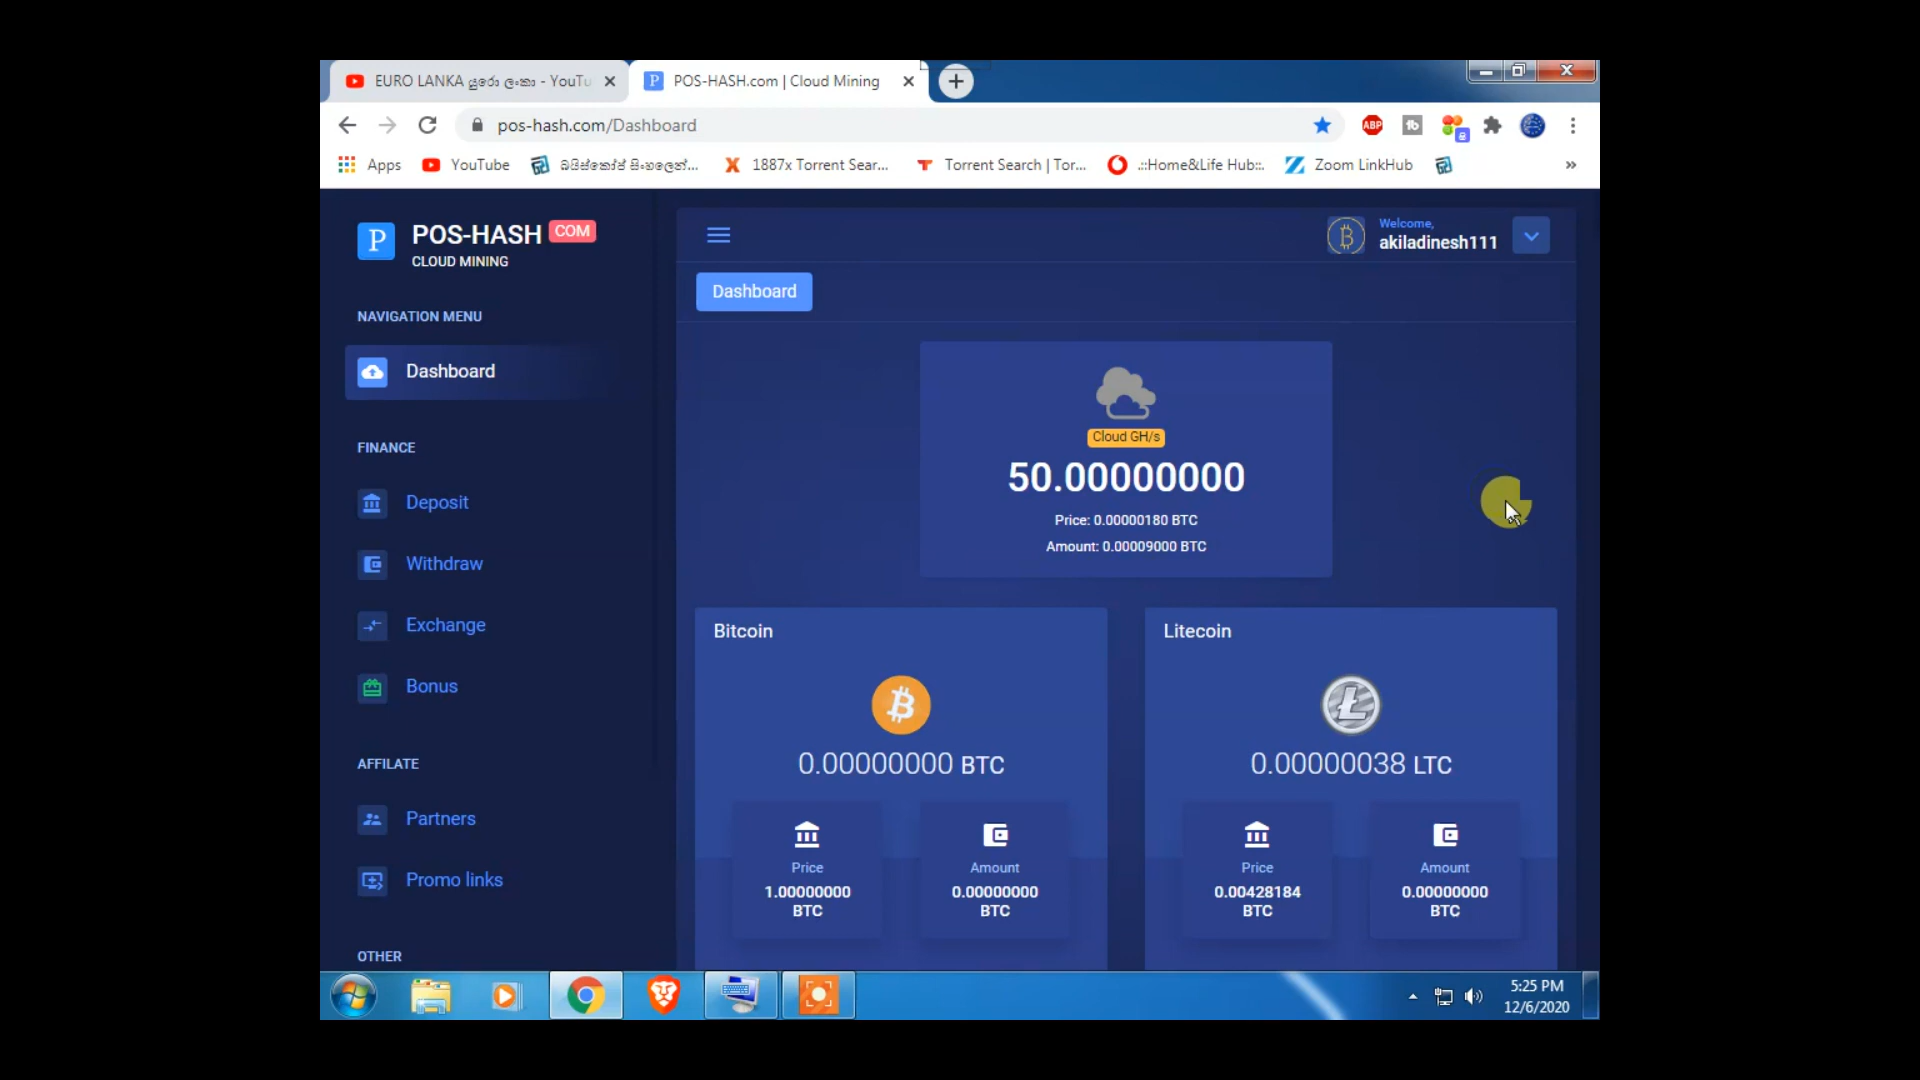 EURO LANKA යුරෝ ලංකා - YouTu
POS-HASH.com | Cloud Mining
pos-hash.com/Dashboard
ABP
Apps
YouTube
බයිස්කෝප් සිංහලෙන්...
1887x Torrent Sear...
Torrent Search | Tor...
.::Home&Life Hub::.
Zoom LinkHub
»
P
POS-HASH COM
CLOUD MINING
Welcome,
akiladinesh111
Dashboard
NAVIGATION MENU
Dashboard
FINANCE
Deposit
Withdraw
Exchange
Bonus
AFFILATE
Partners
Promo links
OTHER
Cloud GH/s
50.00000000
Price: 0.00000180 BTC
Amount: 0.00009000 BTC
Bitcoin
0.00000000 BTC
Price
1.00000000
BTC
Amount
0.00000000
BTC
Litecoin
0.00000038 LTC
Price
0.00428184
BTC
Amount
0.00000000
BTC
5:25 PM
12/6/2020